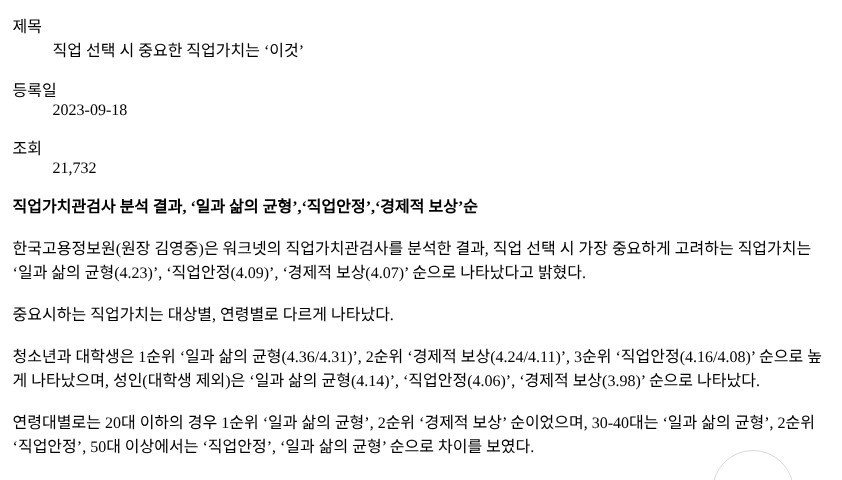 제목
직업 선택 시 중요한 직업가치는 ‘이것’
등록일
2023-09-18
조회
21,732
직업가치관검사 분석 결과, ‘일과 삶의 균형’,‘직업안정’,‘경제적 보상’순
한국고용정보원(원장 김영중)은 워크넷의 직업가치관검사를 분석한 결과, 직업 선택 시 가장 중요하게 고려하는 직업가치는
‘일과 삶의 균형(4.23)’, ‘직업안정(4.09)’, ‘경제적 보상(4.07)’ 순으로 나타났다고 밝혔다.
중요시하는 직업가치는 대상별, 연령별로 다르게 나타났다.
청소년과 대학생은 1순위 ‘일과 삶의 균형(4.36/4.31)’, 2순위 ‘경제적 보상(4.24/4.11)’, 3순위 ‘직업안정(4.16/4.08)’ 순으로 높
게 나타났으며, 성인(대학생 제외)은 ‘일과 삶의 균형(4.14)’, ‘직업안정(4.06)’, ‘경제적 보상(3.98)’ 순으로 나타났다.
연령대별로는 20대 이하의 경우 1순위 ‘일과 삶의 균형’, 2순위 ‘경제적 보상’ 순이었으며, 30-40대는 ‘일과 삶의 균형’, 2순위
‘직업안정’, 50대 이상에서는 ‘직업안정’, ‘일과 삶의 균형’ 순으로 차이를 보였다.